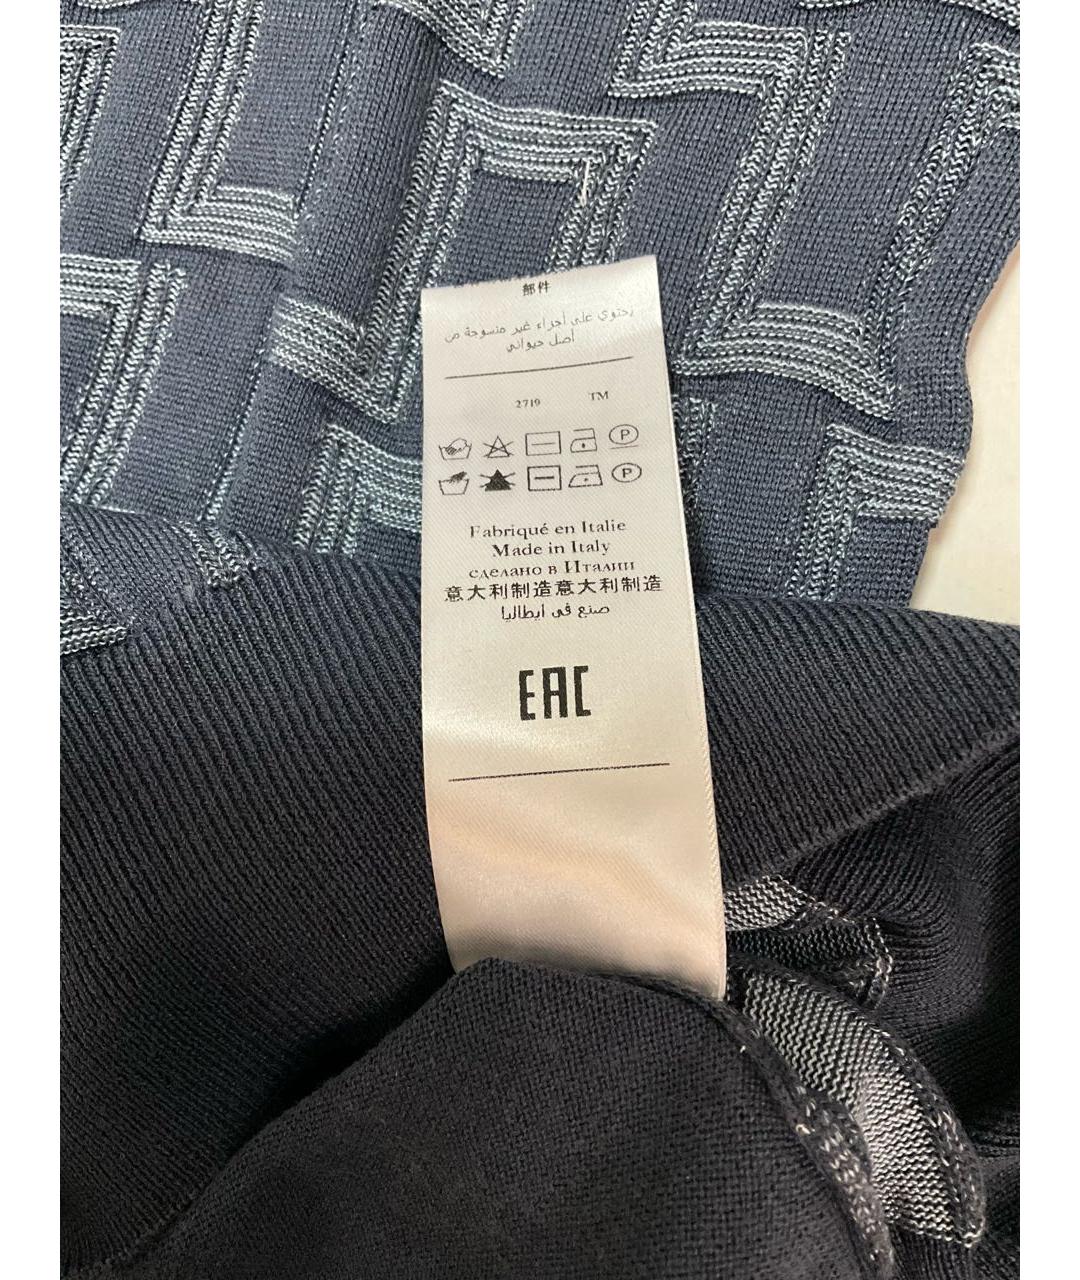 部件
يحتوي على أجزاء غير منسوجة من
أصل حيواني
2719 TM
P
P
Fabriqué en Italie
Made in Italy
сделано в Италии
意大利制造意大利制造
صنع في ايطاليا
EAC